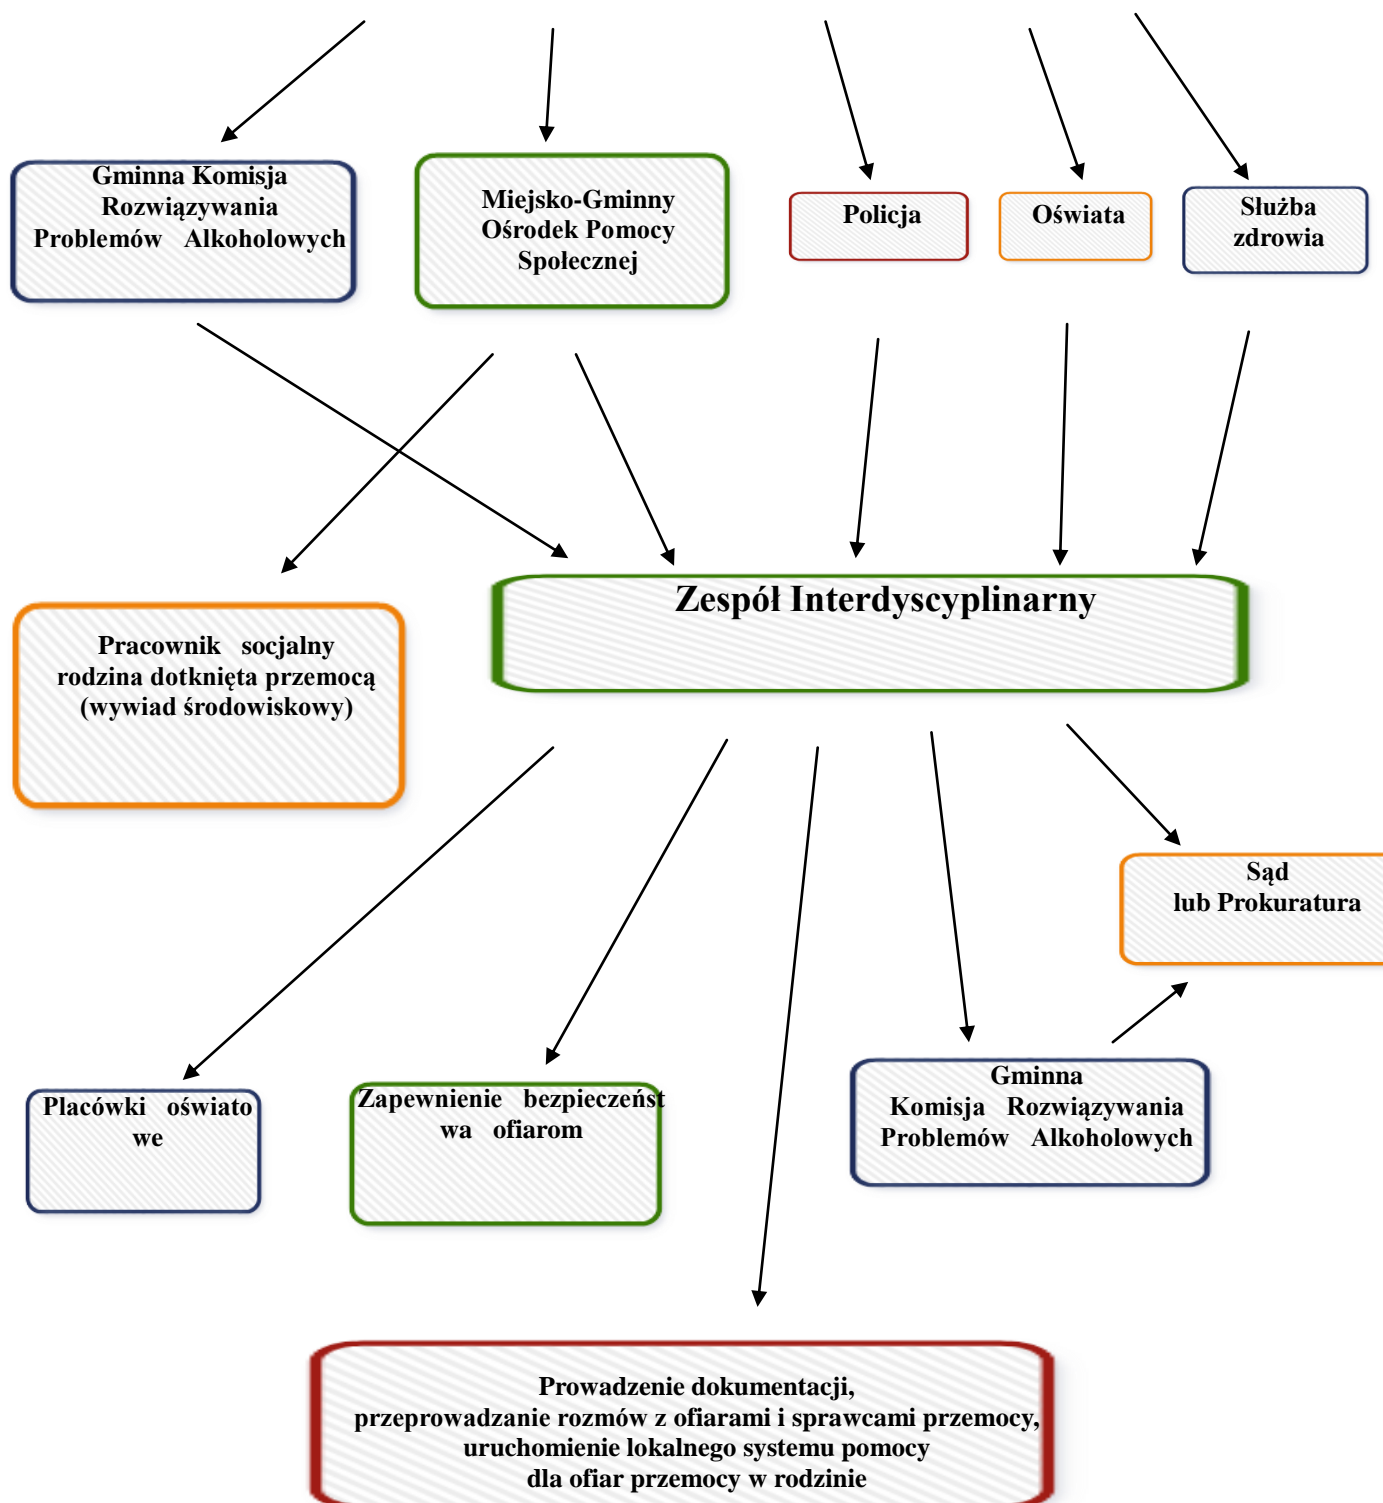 Gminna Komisja
Rozwiązywania
Problemów Alkoholowych
Miejsko-Gminny
Ośrodek Pomocy
Społecznej
Policja
Oświata
Służba
zdrowia
Zespół Interdyscyplinarny
Pracownik socjalny
rodzina dotknięta przemocą
(wywiad środowiskowy)
Sąd
lub Prokuratura
Gminna
Komisja Rozwiązywania
Problemów Alkoholowych
Placówki oświato
we
Zapewnienie bezpieczeńst
wa ofiarom
Prowadzenie dokumentacji,
przeprowadzanie rozmów z ofiarami i sprawcami przemocy,
uruchomienie lokalnego systemu pomocy
dla ofiar przemocy w rodzinie